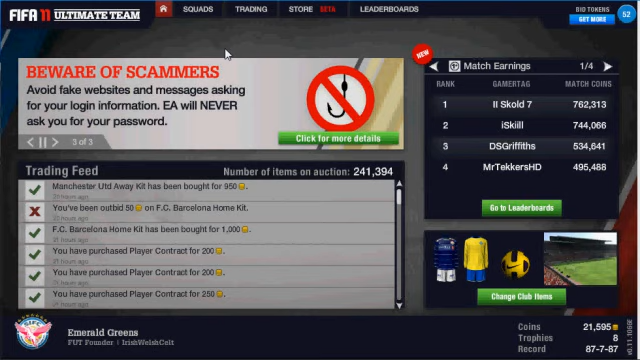 FIFA 11 ULTIMATE TEAM
SQUADS
TRADING
STORE BETA
LEADERBOARDS
BID TOKENS
GET MORE
52
BEWARE OF SCAMMERS
Avoid fake websites and messages asking
for your login information. EA will NEVER
ask you for your password.
3 of 3
Click for more details
NEW
Match Earnings
1/4
RANK GAMERTAG MATCH COINS
1 II Skold 7 762,313
2 iSkill 744,066
3 DSGriffiths 534,641
4 MrTekkersHD 495,488
Go to Leaderboards
Trading Feed
Number of items on auction: 241,394
Manchester Utd Away Kit has been bought for 950.
You've been outbid 50 on F.C. Barcelona Home Kit.
F.C. Barcelona Home Kit has been bought for 1,000.
You have purchased Player Contract for 200.
You have purchased Player Contract for 200.
You have purchased Player Contract for 250.
Change Club Items
Emerald Greens
FUT Founder | IrishWelshCelt
Coins 21,595
Trophies 8
Record 87-7-87